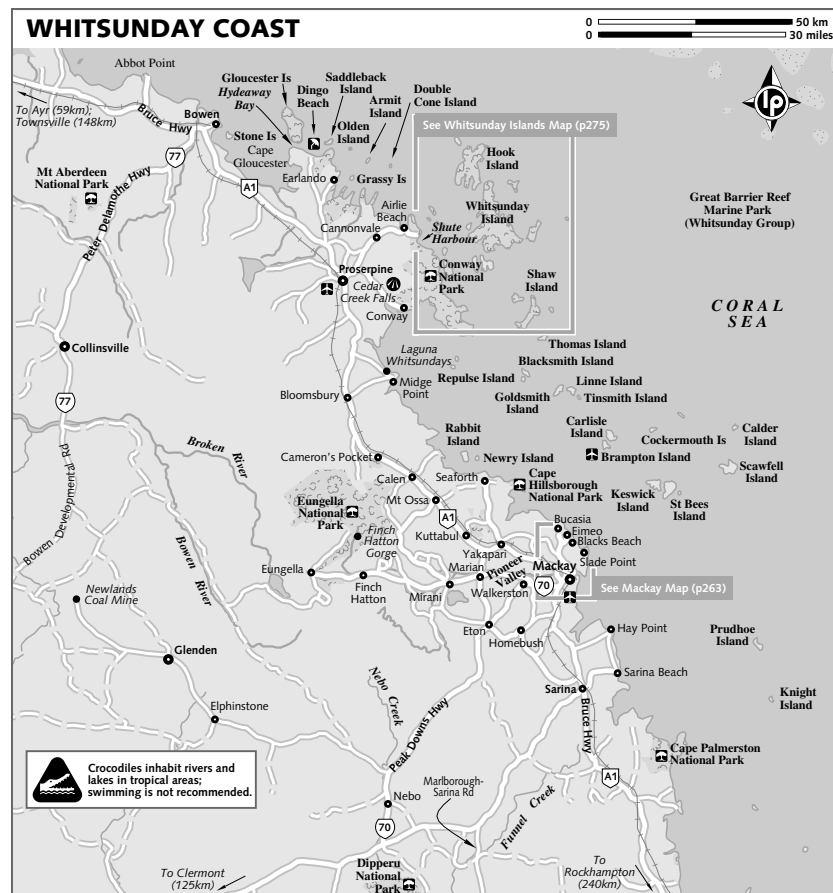 WHITSUNDAY COAST
0 50 km
0 30 miles
Abbot Point
To Ayr (59km);
Townsville (148km)
Bruce Hwy
Bowen
Gloucester Is
Hydeaway
Bay
Dingo
Beach
Saddleback
Island
Armit
Island
Double
Cone Island
Olden
Island
Stone Is
Cape
Gloucester
See Whitsunday Islands Map (p275)
lp
77
Mt Aberdeen
National Park
Peter Delamothe Hwy
A1
Earlando
Grassy Is
Hook
Island
Airlie
Beach
Whitsunday
Island
Great Barrier Reef
Marine Park
(Whitsunday Group)
Cannonvale
Shute
Harbour
Proserpine
Cedar
Creek Falls
Conway
National
Park
Shaw
Island
Conway
CORAL
SEA
Collinsville
Thomas Island
Laguna
Whitsundays
Blacksmith Island
Repulse Island
Linne Island
Midge
Point
Goldsmith
Island
Tinsmith Island
77
Bloomsbury
Carlisle
Island
Calder
Island
Rabbit
Island
Cockermouth Is
Broken
River
Brampton Island
Cameron's Pocket
Newry Island
Scawfell
Island
Calen
Seaforth
Cape
Hillsborough
National Park
Keswick
Island
St Bees
Island
Bowen Developmental Rd
Mt Ossa
Eungella
National
Park
A1
Bucasia
Eimeo
Blacks Beach
Finch
Hatton
Gorge
Kuttabul
Yakapari
Slade Point
Bowen
River
Eungella
Marian
Pioneer
Valley
Mackay
70
Finch
Hatton
Mirani
Walkerston
See Mackay Map (p263)
Newlands
Coal Mine
Eton
Homebush
Hay Point
Prudhoe
Island
Glenden
Sarina Beach
Nebo
Creek
Sarina
Knight
Island
Elphinstone
Peak Downs Hwy
Bruce Hwy
Cape Palmerston
National Park
Crocodiles inhabit rivers and
lakes in tropical areas;
swimming is not recommended.
A1
Marlborough-
Sarina Rd
Funnel Creek
Nebo
70
To Clermont
(125km)
Dipperu
National
Park
To
Rockhampton
(240km)